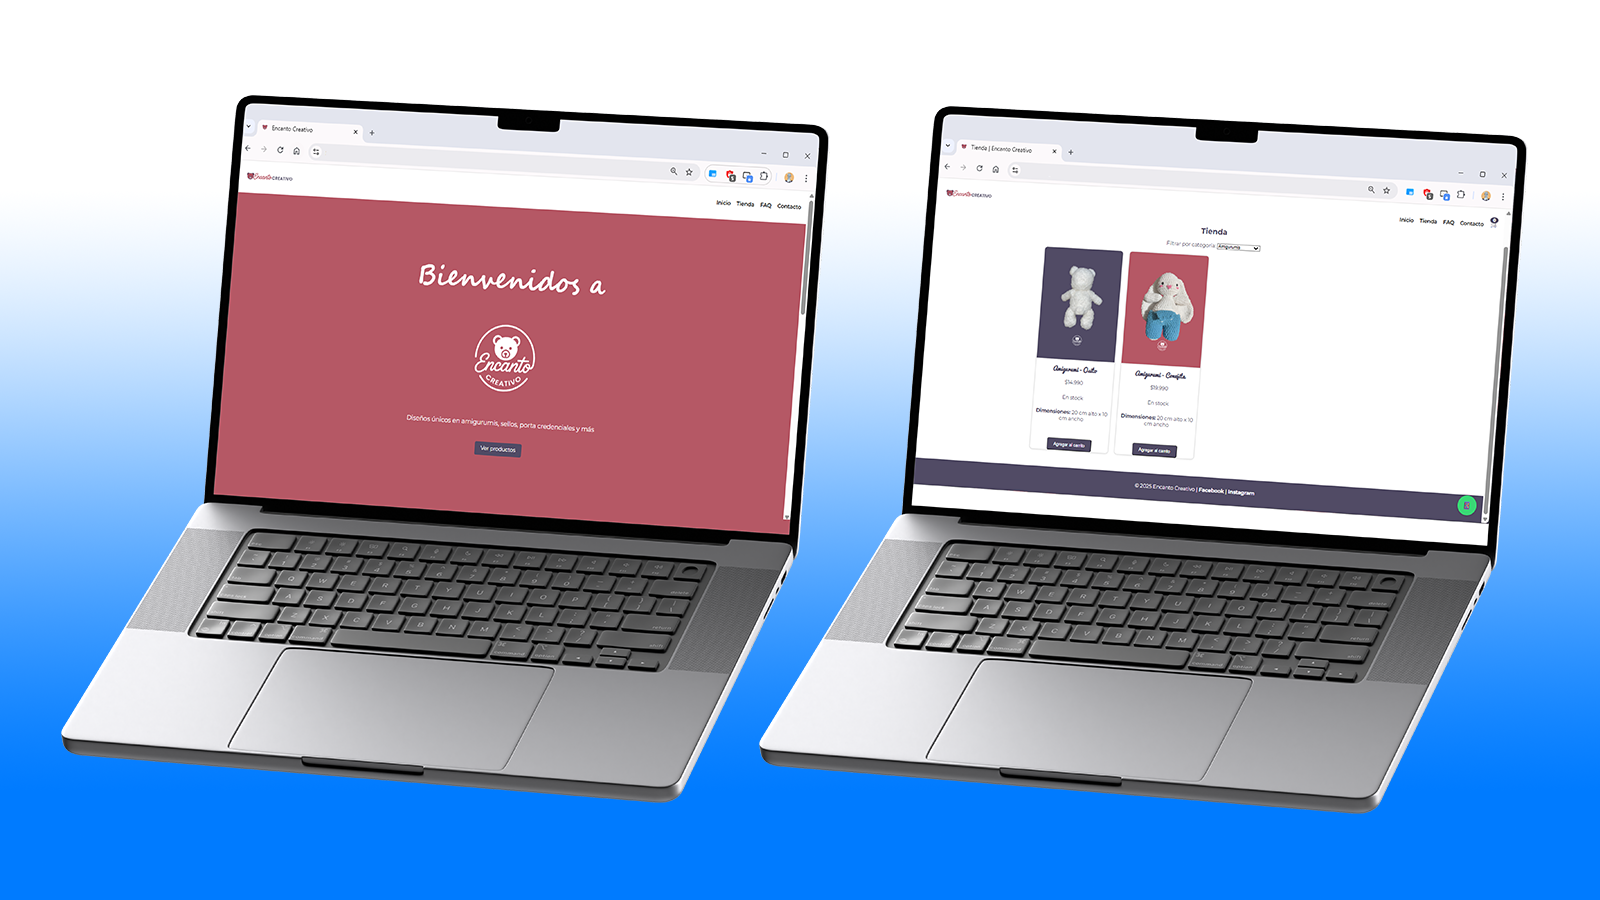 Encanto Creativo
Encanto CREATIVO
Inicio Tienda FAQ Contacto
Bienvenidos a
Encanto
CREATIVO
Diseños únicos en amigurumis, sellos, porta credenciales y más
Ver productos
Tienda | Encanto Creativo
Encanto CREATIVO
Inicio Tienda FAQ Contacto
Tienda
Filtrar por categoría: Amigurumis
Amigurumi - Osito
$14.990
En stock
Dimensiones: 20 cm alto x 10
cm ancho
Agregar al carrito
Amigurumi - Conejito
$19.990
En stock
Dimensiones: 20 cm alto x 10
cm ancho
Agregar al carrito
© 2025 Encanto Creativo | Facebook | Instagram